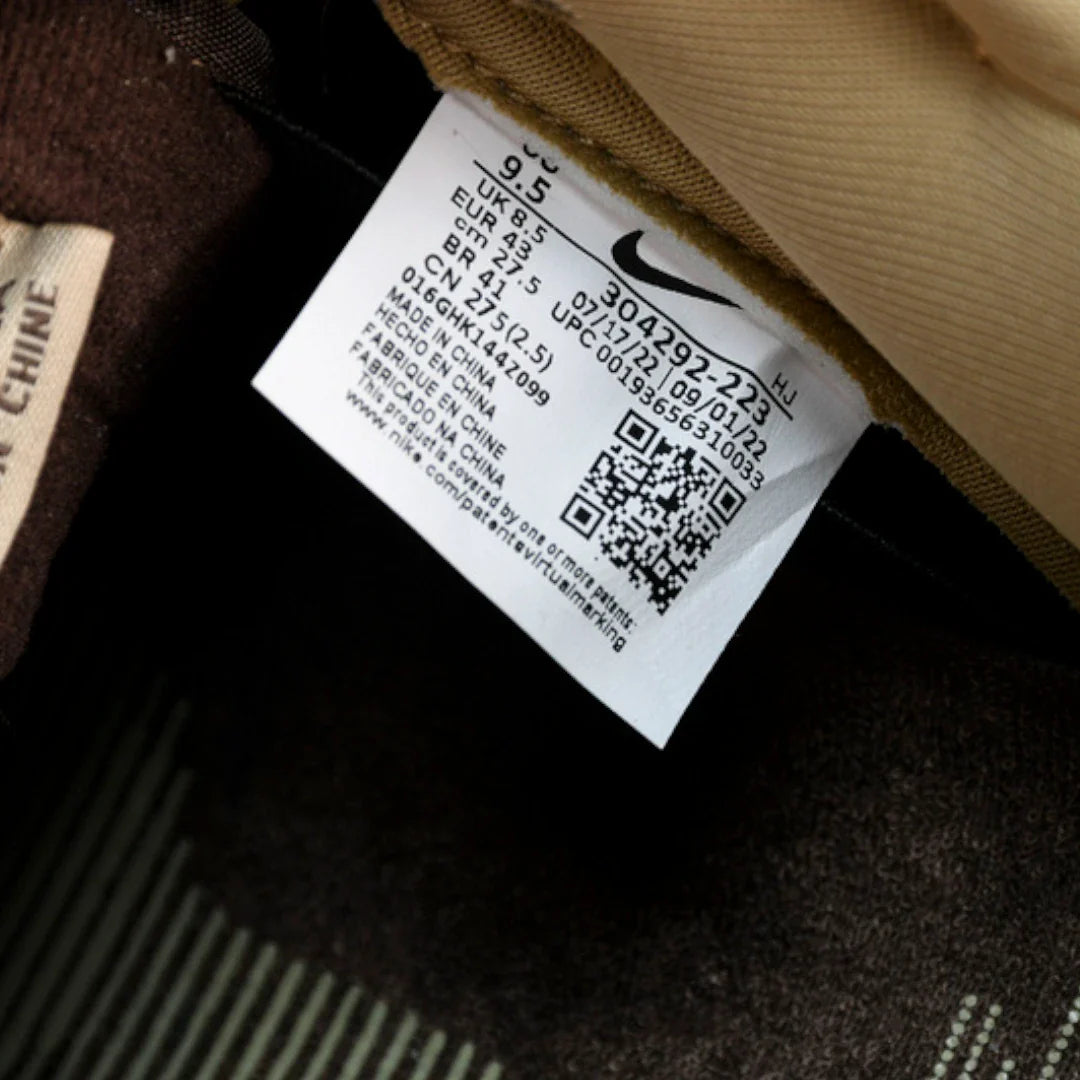 9.5
UK 8.5
EUR 43
cm 27.5
BR 41
CN 275(2.5)
016GHK144Z099
MADE IN CHINA
HECHO EN CHINA
FABRIQUE EN CHINE
FABRICADO NA CHINA
This product is covered by one or more patents:
www.nike.com/patentsvirtualmarking
304292-223 HJ
07/17/22 | 09/01/22
UPC 00193656310033
CHINE